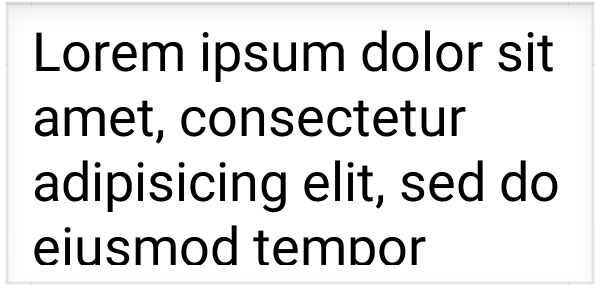 Lorem ipsum dolor sit
amet, consectetur
adipisicing elit, sed do
eiusmod tempor